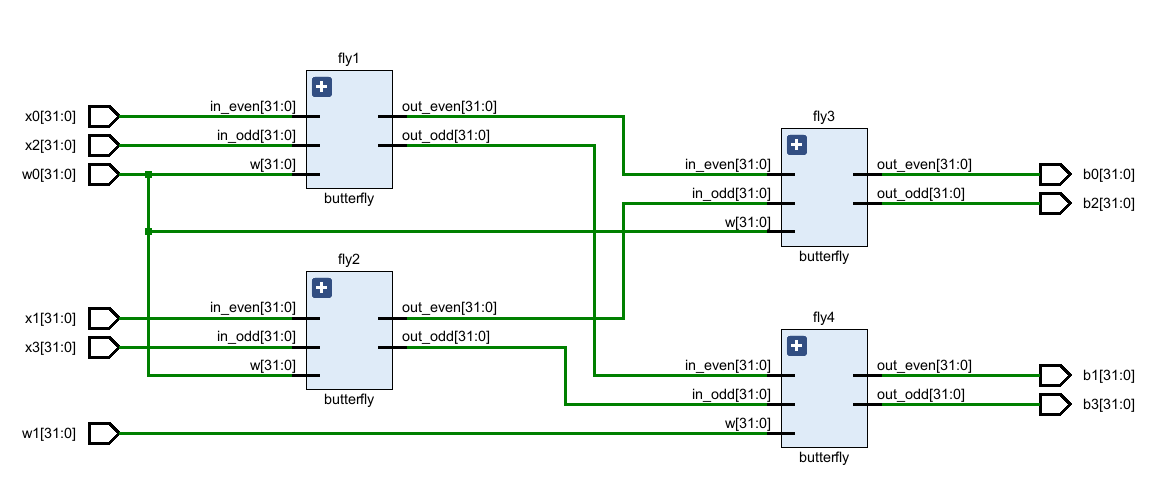 fly1
x0[31:0]
in_even[31:0]
out_even[31:0]
x2[31:0]
in_odd[31:0]
out_odd[31:0]
w0[31:0]
w[31:0]
butterfly
fly3
in_even[31:0]
out_even[31:0]
b0[31:0]
in_odd[31:0]
out_odd[31:0]
b2[31:0]
w[31:0]
butterfly
fly2
x1[31:0]
in_even[31:0]
out_even[31:0]
x3[31:0]
in_odd[31:0]
out_odd[31:0]
w[31:0]
butterfly
fly4
in_even[31:0]
out_even[31:0]
b1[31:0]
in_odd[31:0]
out_odd[31:0]
b3[31:0]
w1[31:0]
w[31:0]
butterfly